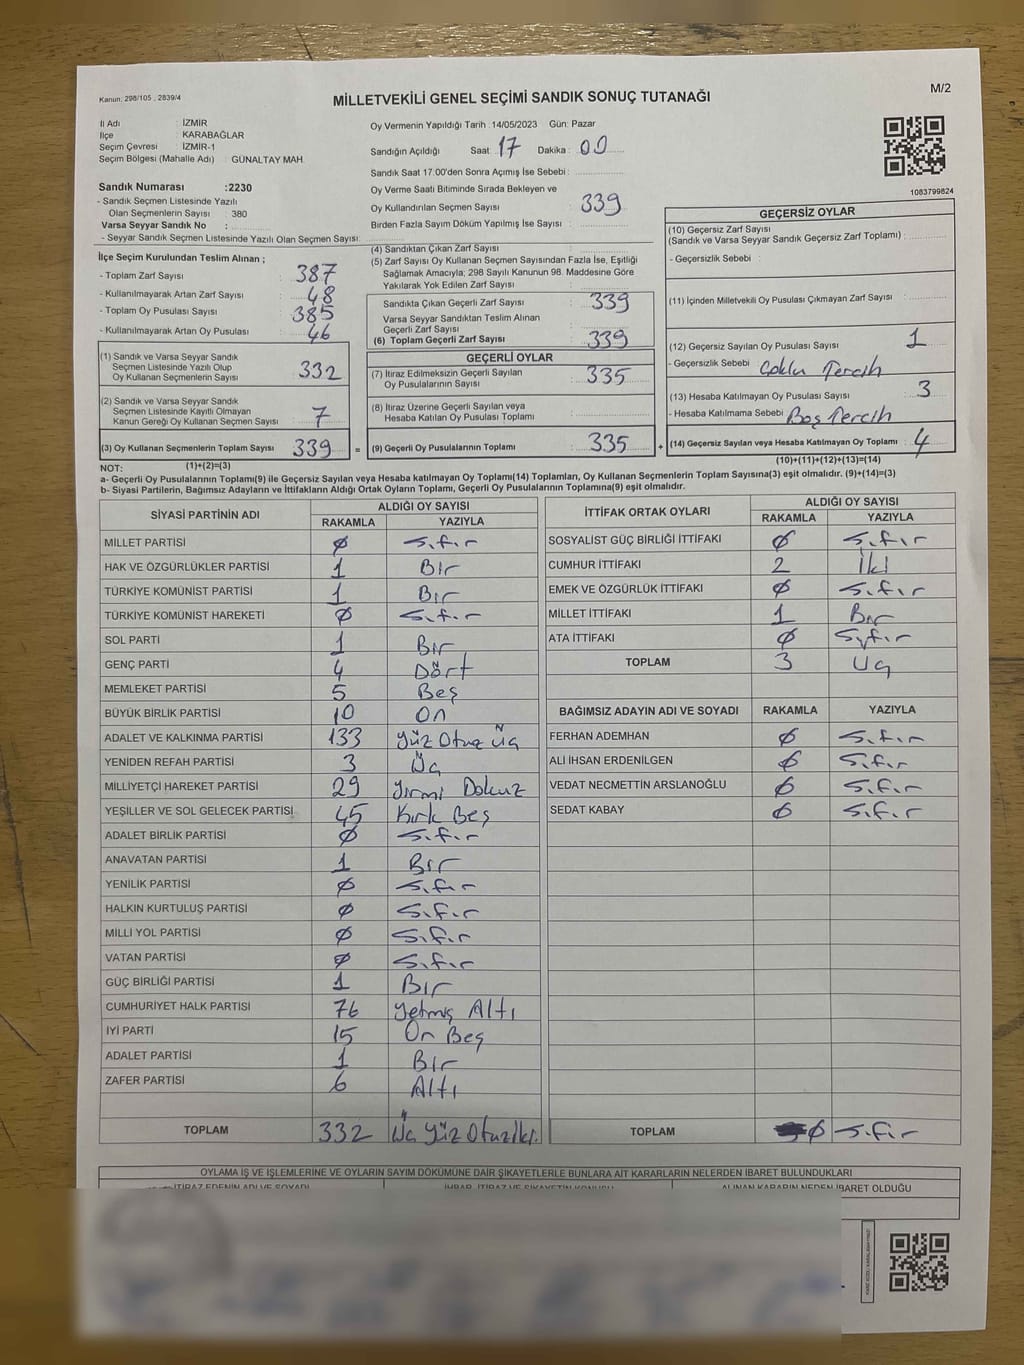 Kanun: 298/105 , 2839/4
MİLLETVEKİLİ GENEL SEÇİMİ SANDIK SONUÇ TUTANAĞI
M/2
İl Adı : İZMİR
İlçe : KARABAĞLAR
Seçim Çevresi : İZMİR-1
Seçim Bölgesi (Mahalle Adı) : GÜNALTAY MAH.
Sandık Numarası :2230
- Sandık Seçmen Listesinde Yazılı
Olan Seçmenlerin Sayısı : 380
Varsa Seyyar Sandık No :
- Seyyar Sandık Seçmen Listesinde Yazılı Olan Seçmen Sayısı:
Oy Vermenin Yapıldığı Tarih :14/05/2023 Gün: Pazar
Sandığın Açıldığı Saat: 17 Dakika : 00
Sandık Saat 17:00'den Sonra Açımış İse Sebebi :
Oy Verme Saati Bitiminde Sırada Bekleyen ve
Oy Kullandırılan Seçmen Sayısı : 339
Birden Fazla Sayım Döküm Yapılmış İse Sayısı :
1083799824
İlçe Seçim Kurulundan Teslim Alınan ;
- Toplam Zarf Sayısı : 387
- Kullanılmayarak Artan Zarf Sayısı : 48
- Toplam Oy Pusulası Sayısı : 385
- Kullanılmayarak Artan Oy Pusulası : 46
(1) Sandık ve Varsa Seyyar Sandık
Seçmen Listesinde Yazılı Olup
Oy Kullanan Seçmenlerin Sayısı : 332
(2) Sandık ve Varsa Seyyar Sandık
Seçmen Listesinde Kayıtlı Olmayan
Kanun Gereği Oy Kullanan Seçmen Sayısı : 7
(3) Oy Kullanan Seçmenlerin Toplam Sayısı : 339 =
(4) Sandıktan Çıkan Zarf Sayısı :
(5) Zarf Sayısı Oy Kullanan Seçmen Sayısından Fazla İse, Eşitliği
Sağlamak Amacıyla; 298 Sayılı Kanunun 98. Maddesine Göre
Yakılarak Yok Edilen Zarf Sayısı :
Sandıkta Çıkan Geçerli Zarf Sayısı : 339
Varsa Seyyar Sandıktan Teslim Alınan
Geçerli Zarf Sayısı :
(6) Toplam Geçerli Zarf Sayısı : 339
GEÇERLİ OYLAR
(7) İtiraz Edilmeksizin Geçerli Sayılan
Oy Pusulalarının Sayısı : 335
(8) İtiraz Üzerine Geçerli Sayılan veya
Hesaba Katılan Oy Pusulası Toplamı :
(9) Geçerli Oy Pusulalarının Toplamı : 335 +
GEÇERSİZ OYLAR
(10) Geçersiz Zarf Sayısı
(Sandık ve Varsa Seyyar Sandık Geçersiz Zarf Toplamı) :
- Geçersizlik Sebebi :
(11) İçinden Milletvekili Oy Pusulası Çıkmayan Zarf Sayısı :
(12) Geçersiz Sayılan Oy Pusulası Sayısı : 1
- Geçersizlik Sebebi : Çoklu Tercih
(13) Hesaba Katılmayan Oy Pusulası Sayısı : 3
- Hesaba Katılmama Sebebi : Boş Tercih
(14) Geçersiz Sayılan veya Hesaba Katılmayan Oy Toplamı : 4
NOT: (1)+(2)=(3) (10)+(11)+(12)+(13)=(14)
a- Geçerli Oy Pusulalarının Toplamı(9) ile Geçersiz Sayılan veya Hesaba katılmayan Oy Toplamı(14) Toplamları, Oy Kullanan Seçmenlerin Toplam Sayısına(3) eşit olmalıdır. (9)+(14)=(3)
b- Siyasi Partilerin, Bağımsız Adayların ve İttifakların Aldığı Ortak Oyların Toplamı, Geçerli Oy Pusulalarının Toplamına(9) eşit olmalıdır.
SİYASİ PARTİNİN ADI ALDIĞI OY SAYISI
RAKAMLA YAZIYLA
MİLLET PARTİSİ 0 Sıfır
HAK VE ÖZGÜRLÜKLER PARTİSİ 1 Bir
TÜRKİYE KOMÜNİST PARTİSİ 1 Bir
TÜRKİYE KOMÜNİST HAREKETİ 0 Sıfır
SOL PARTİ 1 Bir
GENÇ PARTİ 4 Dört
MEMLEKET PARTİSİ 5 Beş
BÜYÜK BİRLİK PARTİSİ 10 On
ADALET VE KALKINMA PARTİSİ 133 Yüz Otuz Üç
YENİDEN REFAH PARTİSİ 3 Üç
MİLLİYETÇİ HAREKET PARTİSİ 29 Yirmi Dokuz
YEŞİLLER VE SOL GELECEK PARTİSİ 45 Kırk Beş
ADALET BİRLİK PARTİSİ 0 Sıfır
ANAVATAN PARTİSİ 1 Bir
YENİLİK PARTİSİ 0 Sıfır
HALKIN KURTULUŞ PARTİSİ 0 Sıfır
MİLLİ YOL PARTİSİ 0 Sıfır
VATAN PARTİSİ 0 Sıfır
GÜÇ BİRLİĞİ PARTİSİ 1 Bir
CUMHURİYET HALK PARTİSİ 76 Yetmiş Altı
İYİ PARTİ 15 On Beş
ADALET PARTİSİ 1 Bir
ZAFER PARTİSİ 6 Altı
TOPLAM 332 Üç Yüz Otuz İki.
İTTİFAK ORTAK OYLARI ALDIĞI OY SAYISI
RAKAMLA YAZIYLA
SOSYALİST GÜÇ BİRLİĞİ İTTİFAKI 0 Sıfır
CUMHUR İTTİFAKI 2 İki
EMEK VE ÖZGÜRLÜK İTTİFAKI 0 Sıfır
MİLLET İTTİFAKI 1 Bir
ATA İTTİFAKI 0 Sıfır
TOPLAM 3 Uç
BAĞIMSIZ ADAYIN ADI VE SOYADI RAKAMLA YAZIYLA
FERHAN ADEMHAN 0 Sıfır
ALİ İHSAN ERDENİLGEN 0 Sıfır
VEDAT NECMETTİN ARSLANOĞLU 0 Sıfır
SEDAT KABAY 0 Sıfır
TOPLAM 0 Sıfır
OYLAMA İŞ VE İŞLEMLERİNE VE OYLARIN SAYIM DÖKÜMÜNE DAİR ŞİKAYETLERLE BUNLARA AİT KARARLARIN NELERDEN İBARET BULUNDUKLARI
İTİRAZ EDENİN ADI VE SOYADI İHBAR, İTİRAZ VE ŞİKAYETİN KONUSU ALINAN KARARIN NEDEN İBARET OLDUĞU